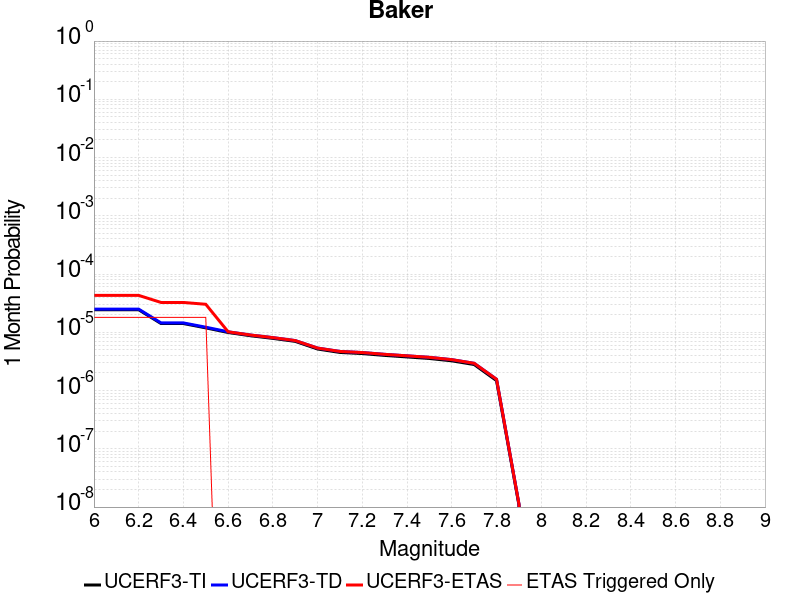 Baker
10^0
10^-1
10^-2
10^-3
10^-4
10^-5
10^-6
10^-7
10^-8
1 Month Probability
6 6.2 6.4 6.6 6.8 7 7.2 7.4 7.6 7.8 8 8.2 8.4 8.6 8.8 9
Magnitude
UCERF3-TI UCERF3-TD UCERF3-ETAS ETAS Triggered Only